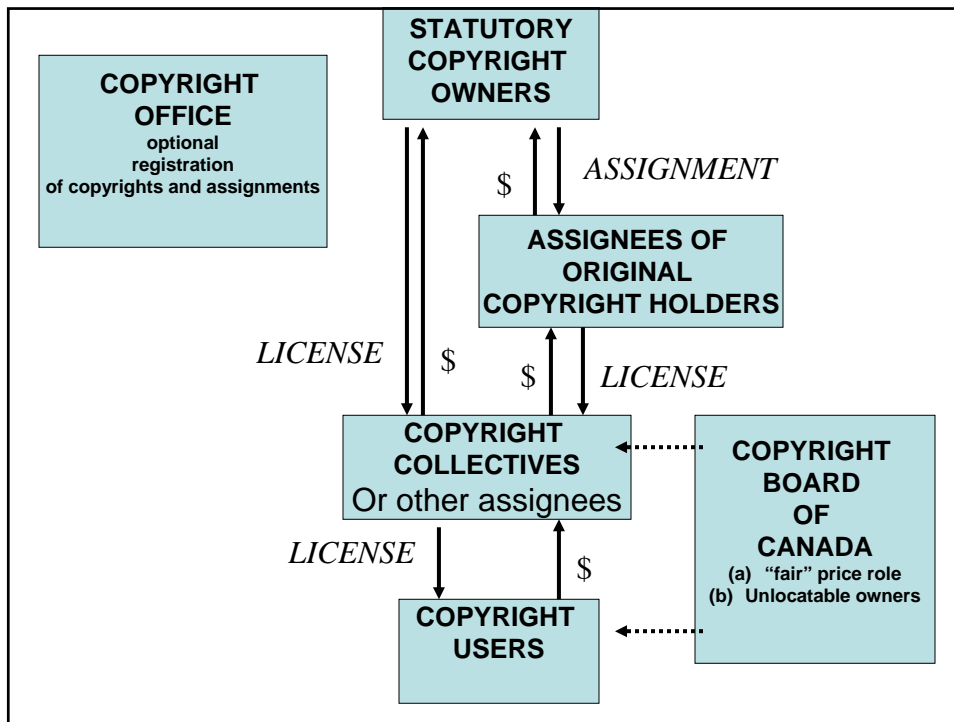 STATUTORY
COPYRIGHT
OWNERS
COPYRIGHT
OFFICE
optional
registration
of copyrights and assignments
$
ASSIGNMENT
ASSIGNEES OF
ORIGINAL
COPYRIGHT HOLDERS
LICENSE
$
$
LICENSE
COPYRIGHT
COLLECTIVES
Or other assignees
COPYRIGHT
BOARD
OF
CANADA
(a) “fair” price role
(b) Unlocatable owners
LICENSE
$
COPYRIGHT
USERS